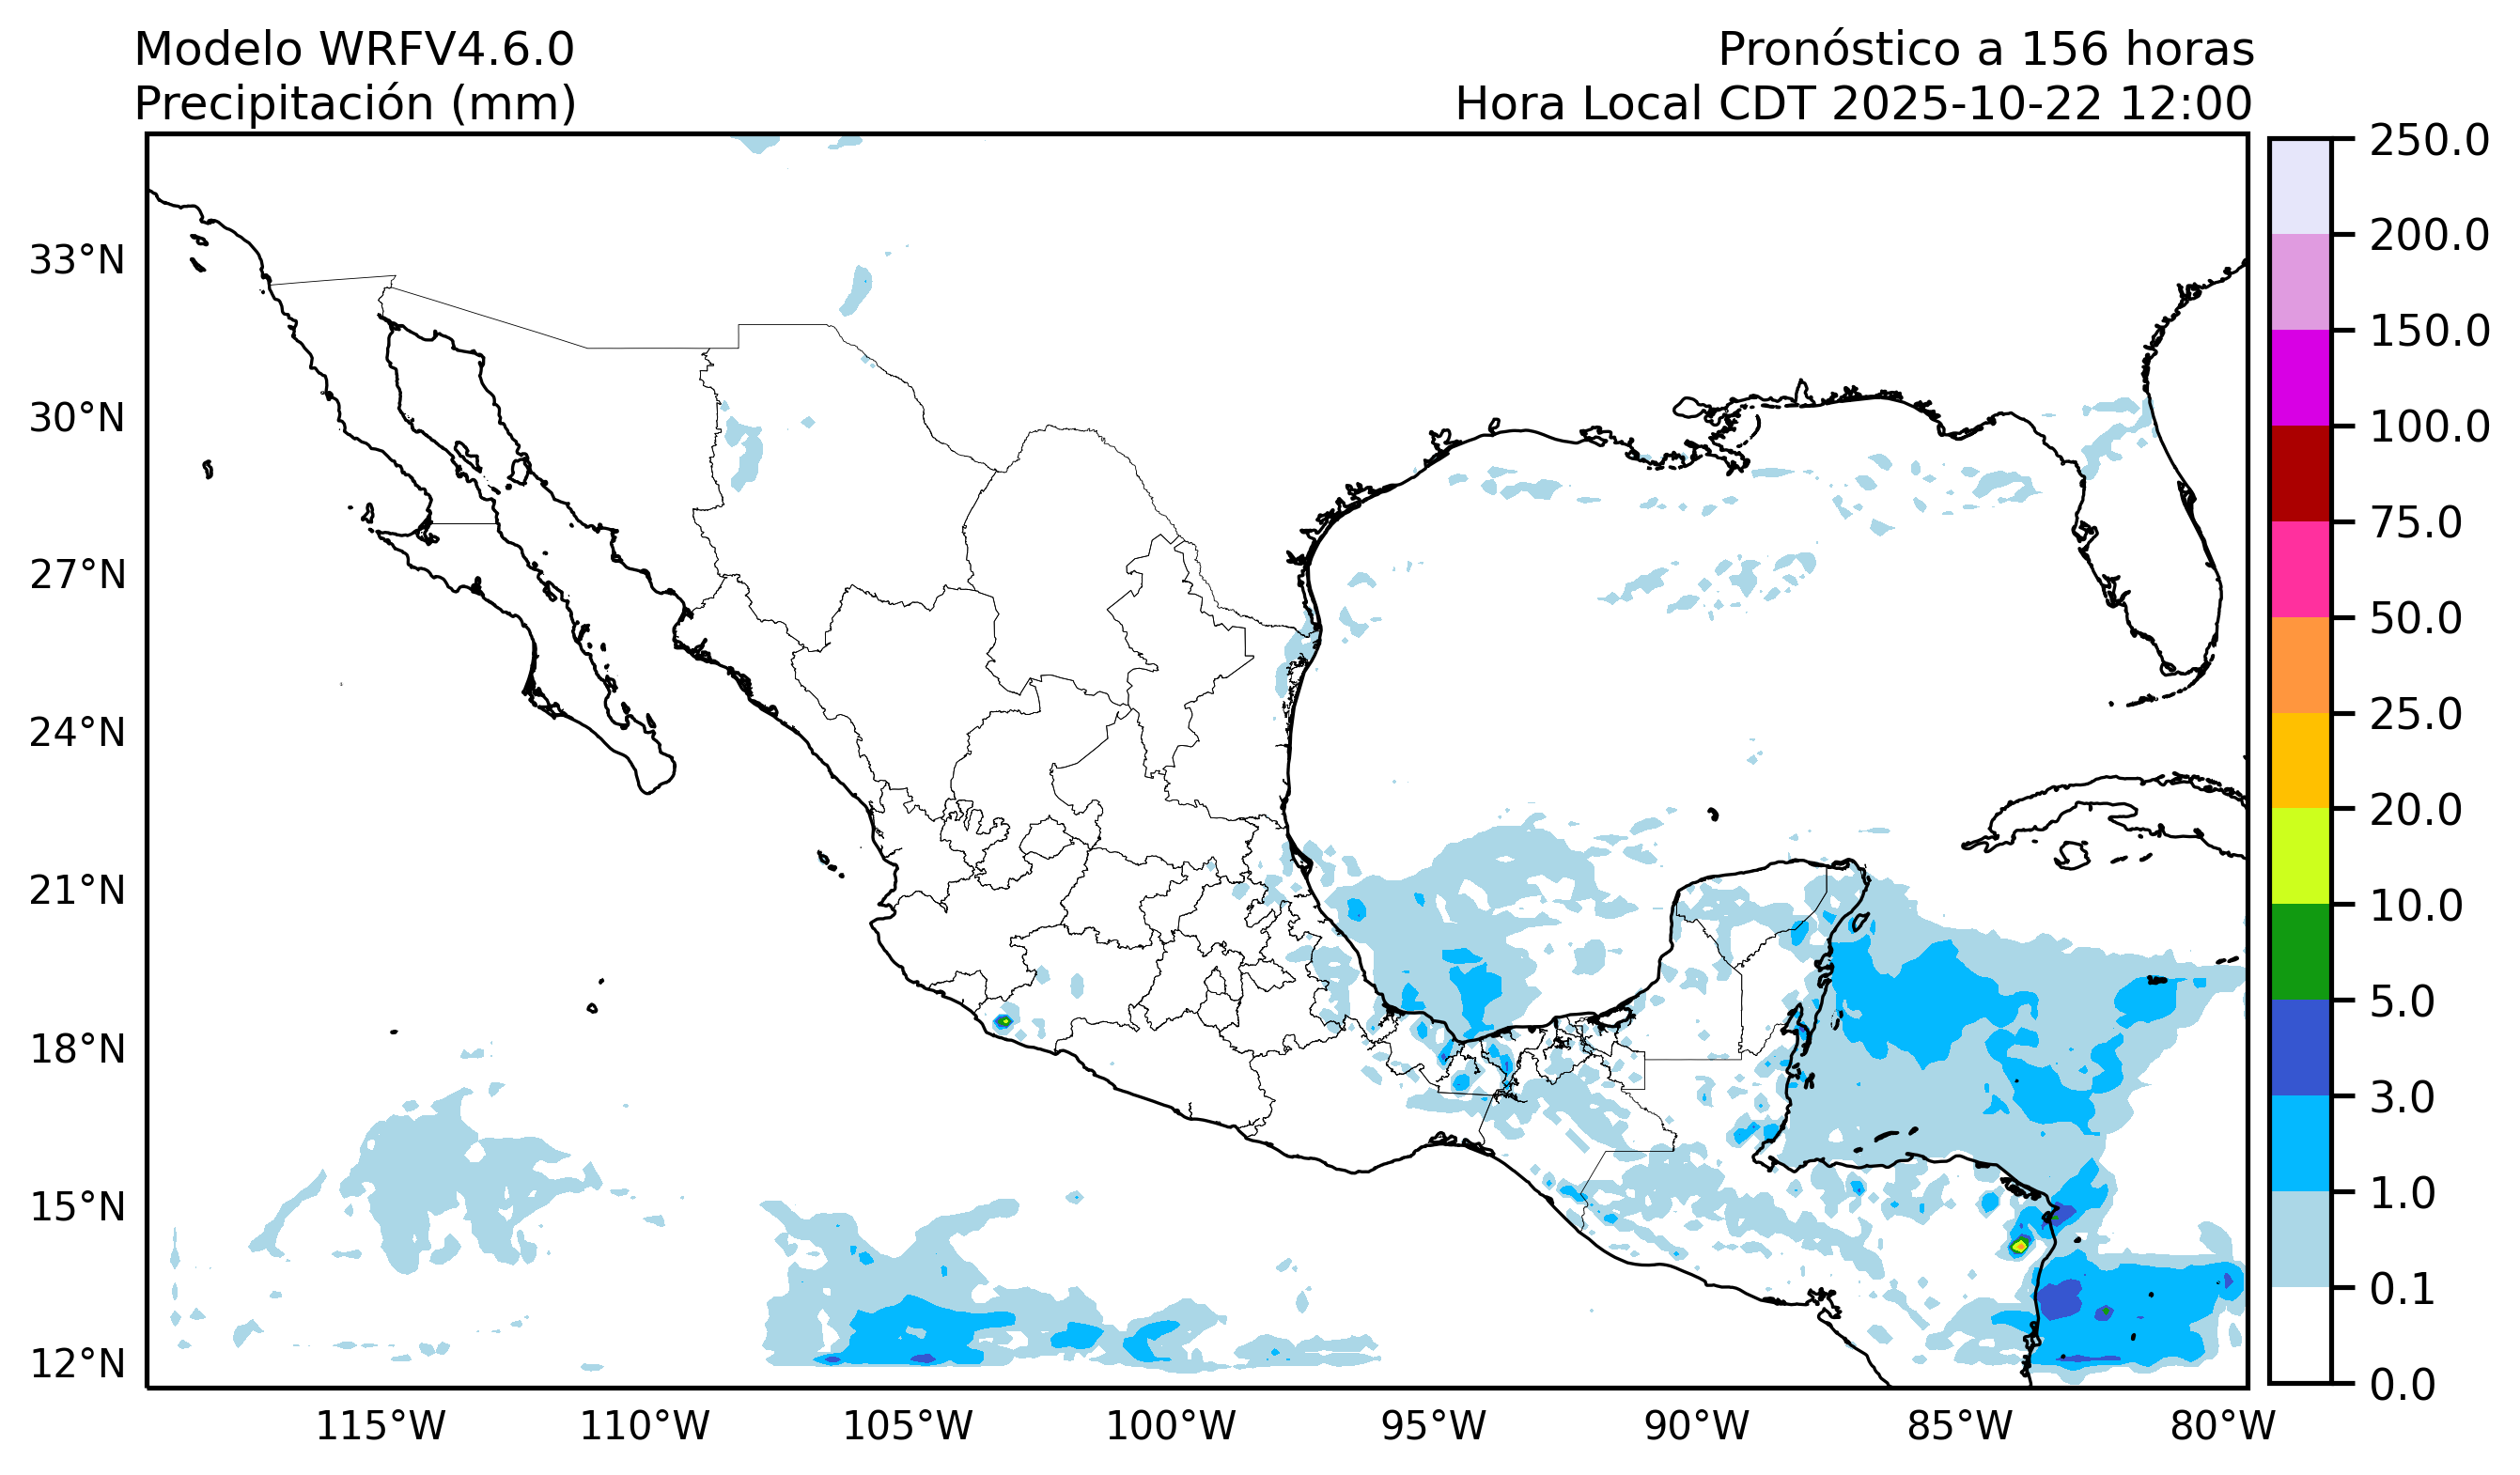 Modelo WRFV4.6.0
Precipitación (mm)
Pronóstico a 156 horas
Hora Local CDT 2025-10-22 12:00
33°N
30°N
27°N
24°N
21°N
18°N
15°N
12°N
115°W
110°W
105°W
100°W
95°W
90°W
85°W
80°W
250.0
200.0
150.0
100.0
75.0
50.0
25.0
20.0
10.0
5.0
3.0
1.0
0.1
0.0